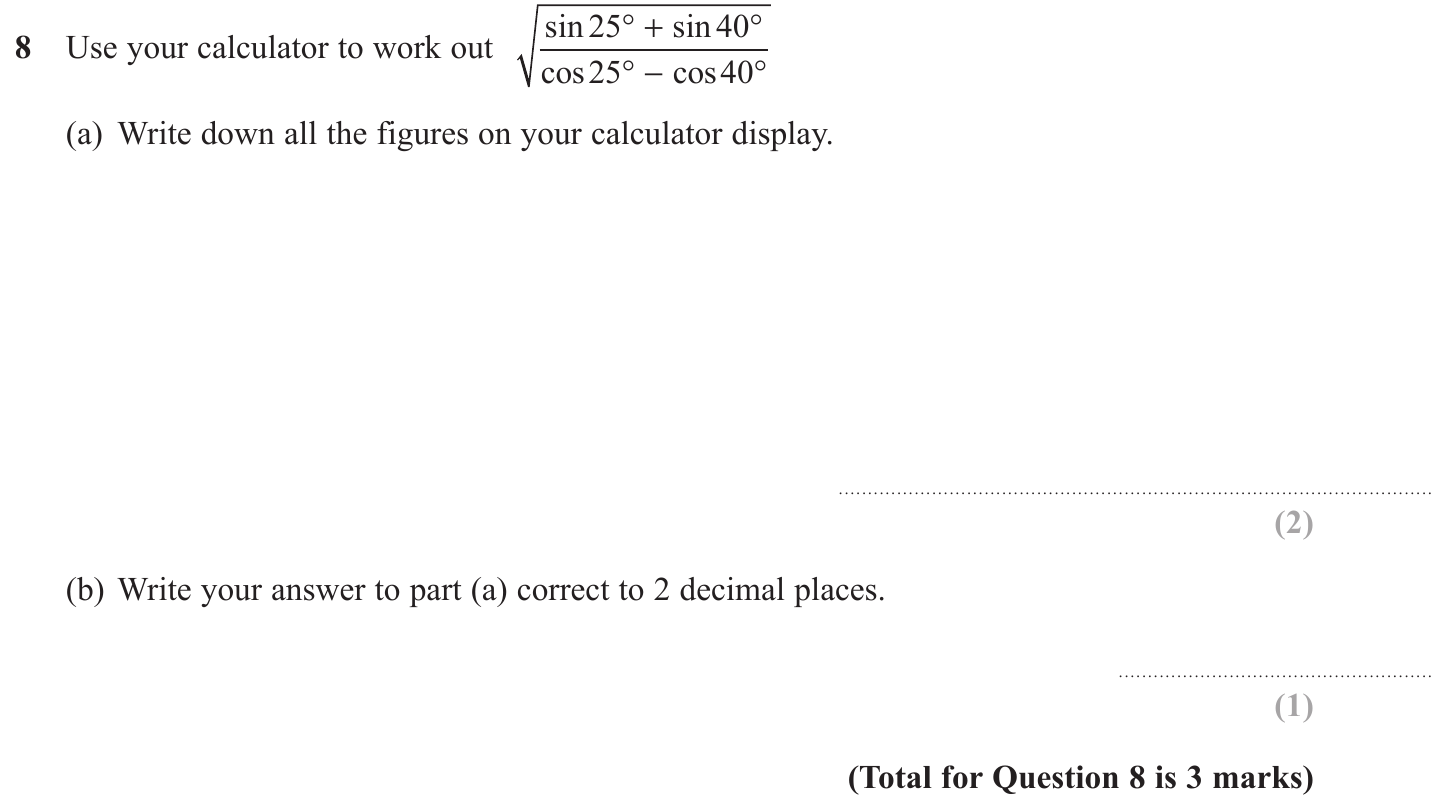 8 Use your calculator to work out √((sin 25° + sin 40°)/(cos 25° − cos 40°))
(a) Write down all the figures on your calculator display.
(2)
(b) Write your answer to part (a) correct to 2 decimal places.
(1)
(Total for Question 8 is 3 marks)